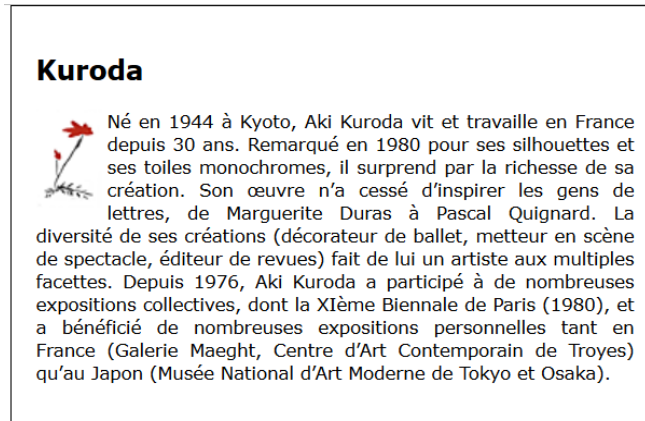 Kuroda
Né en 1944 à Kyoto, Aki Kuroda vit et travaille en France
depuis 30 ans. Remarqué en 1980 pour ses silhouettes et
ses toiles monochromes, il surprend par la richesse de sa
création. Son œuvre n’a cessé d’inspirer les gens de
lettres, de Marguerite Duras à Pascal Quignard. La
diversité de ses créations (décorateur de ballet, metteur en scène
de spectacle, éditeur de revues) fait de lui un artiste aux multiples
facettes. Depuis 1976, Aki Kuroda a participé à de nombreuses
expositions collectives, dont la XIème Biennale de Paris (1980), et
a bénéficié de nombreuses expositions personnelles tant en
France (Galerie Maeght, Centre d’Art Contemporain de Troyes)
qu’au Japon (Musée National d’Art Moderne de Tokyo et Osaka).